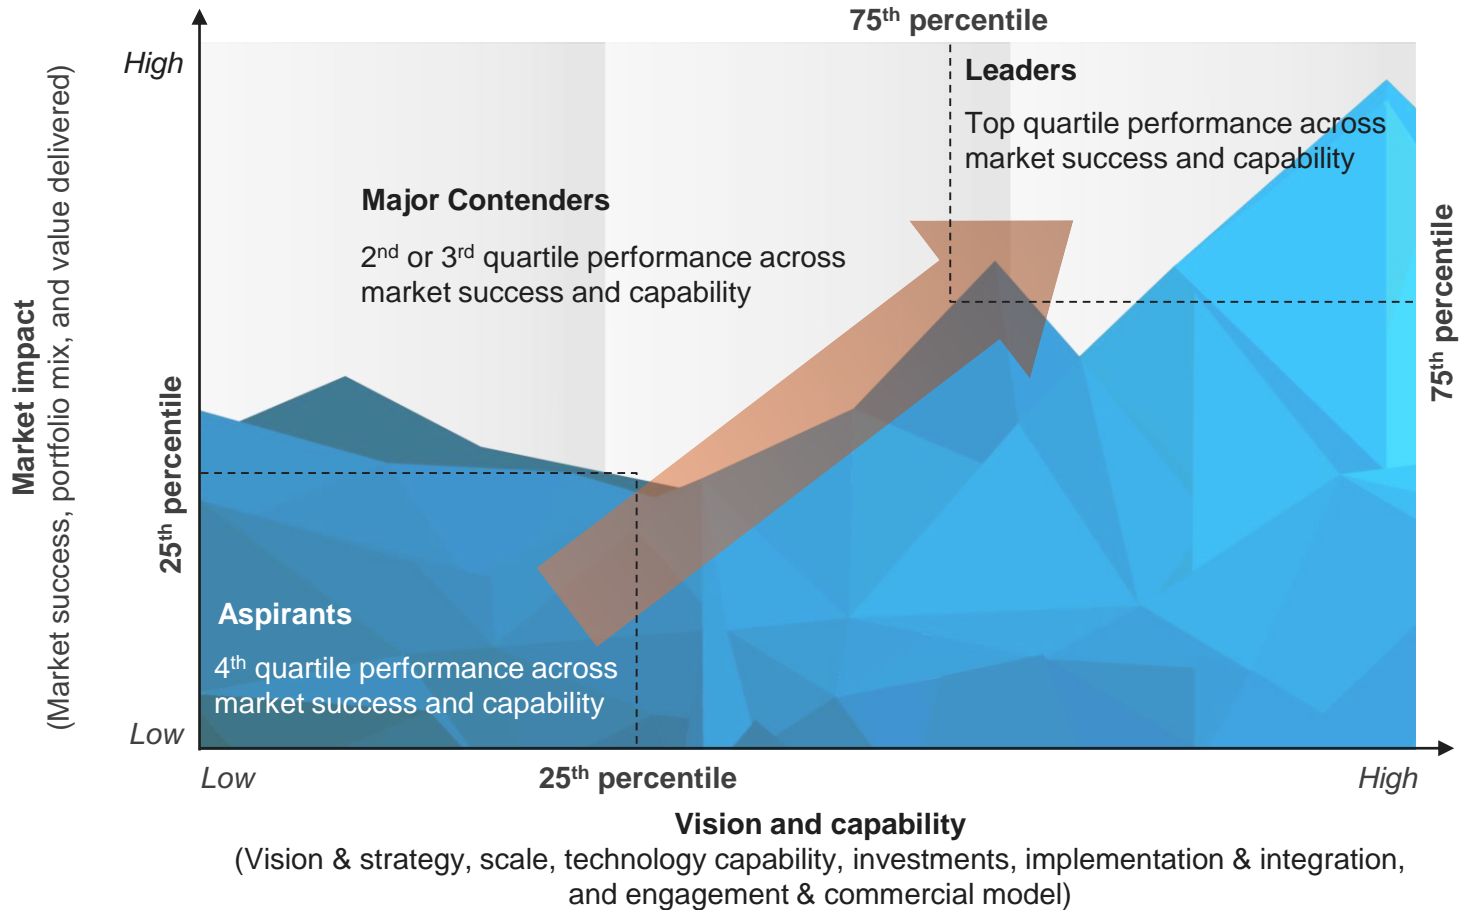 75th percentile
High
Leaders
Top quartile performance across
market success and capability
Major Contenders
2nd or 3rd quartile performance across
market success and capability
Market impact
(Market success, portfolio mix, and value delivered)
25th percentile
75th percentile
Aspirants
4th quartile performance across
market success and capability
Low
Low
25th percentile
High
Vision and capability
(Vision & strategy, scale, technology capability, investments, implementation & integration,
and engagement & commercial model)